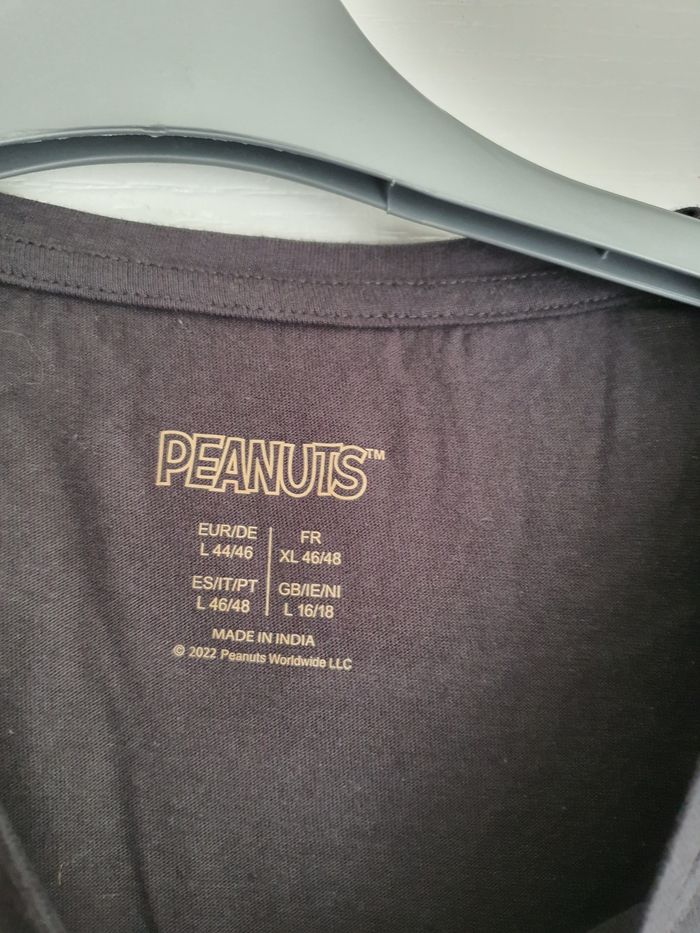 PEANUTS™
EUR/DE
L 44/46
FR
XL 46/48
ES/IT/PT
L 46/48
GB/IE/NI
L 16/18
MADE IN INDIA
© 2022 Peanuts Worldwide LLC